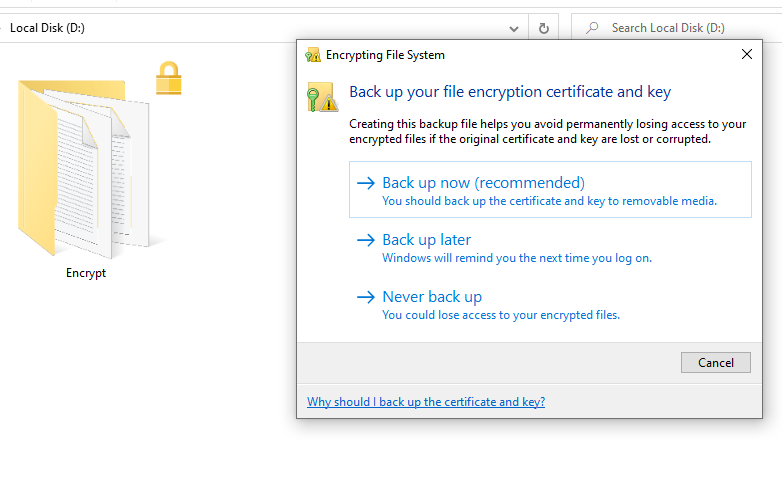 Local Disk (D:)
Search Local Disk (D:)
Encrypt
Encrypting File System
Back up your file encryption certificate and key
Creating this backup file helps you avoid permanently losing access to your
encrypted files if the original certificate and key are lost or corrupted.
Back up now (recommended)
You should back up the certificate and key to removable media.
Back up later
Windows will remind you the next time you log on.
Never back up
You could lose access to your encrypted files.
Cancel
Why should I back up the certificate and key?